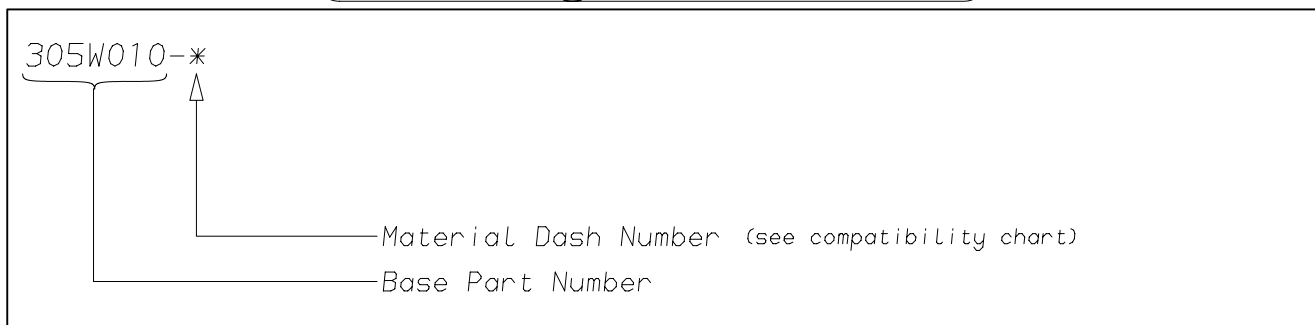 305W010-*
Material Dash Number (see compatibility chart)
Base Part Number